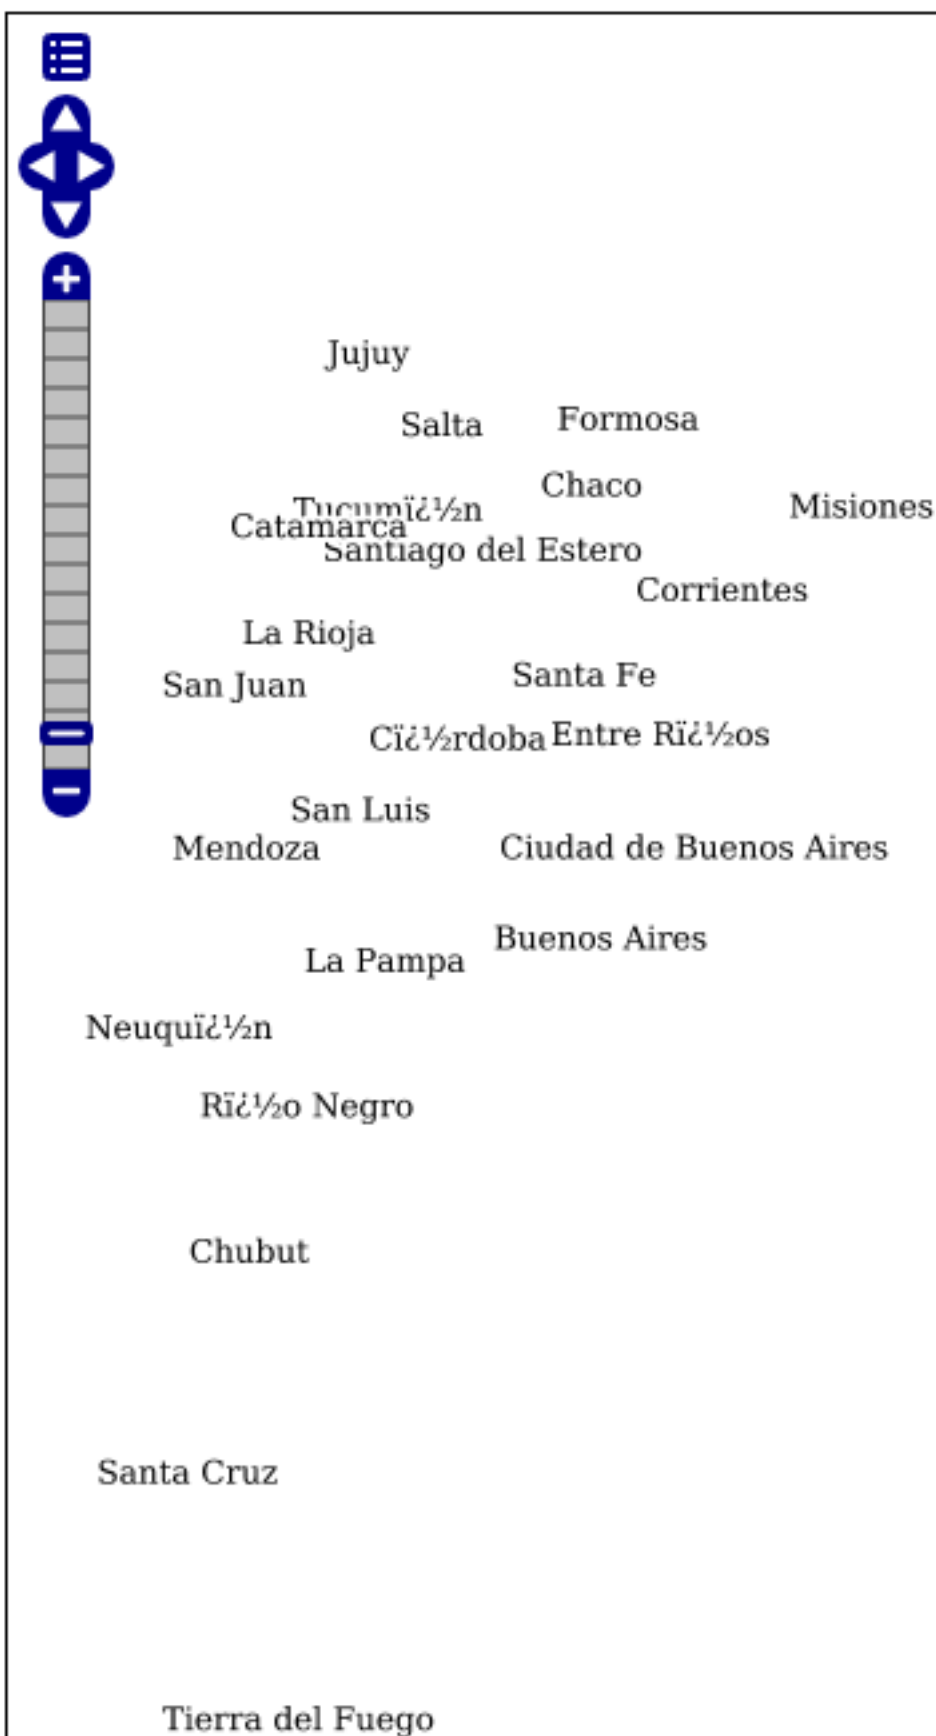 Jujuy
Salta
Formosa
Chaco
Tucumï¿½n
Misiones
Catamarca
Santiago del Estero
Corrientes
La Rioja
San Juan
Santa Fe
Cï¿½rdoba
Entre Rï¿½os
San Luis
Mendoza
Ciudad de Buenos Aires
Buenos Aires
La Pampa
Neuquï¿½n
Rï¿½o Negro
Chubut
Santa Cruz
Tierra del Fuego